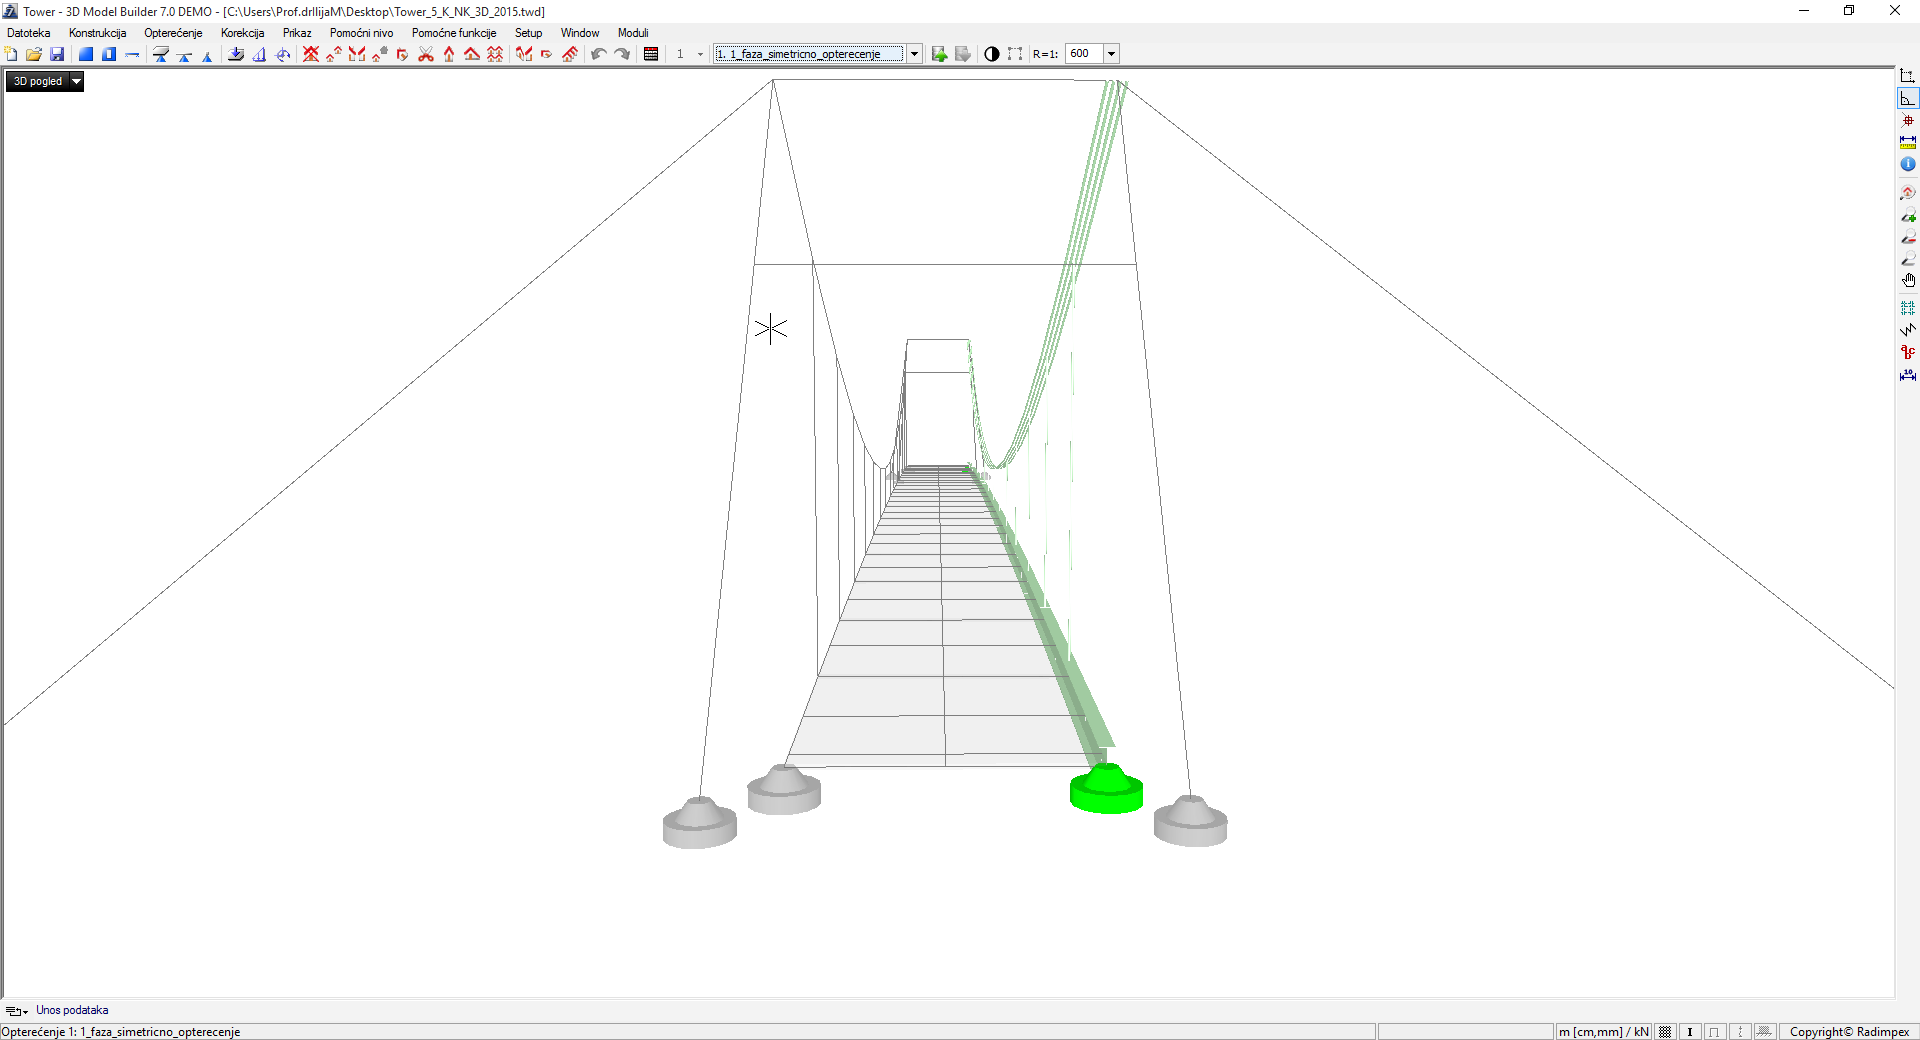 Tower - 3D Model Builder 7.0 DEMO - [C:\Users\Prof.drIlijaM\Desktop\Tower_5_K_NK_3D_2015.twd]
Datoteka Konstrukcija Opterećenje Korekcija Prikaz Pomoćni nivo Pomoćne funkcije Setup Window Moduli
1 1. 1_faza_simetricno_opterecenje R=1: 600
3D pogled
Unos podataka
Opterećenje 1: 1_faza_simetricno_opterecenje m [cm,mm] / kN Copyright© Radimpex